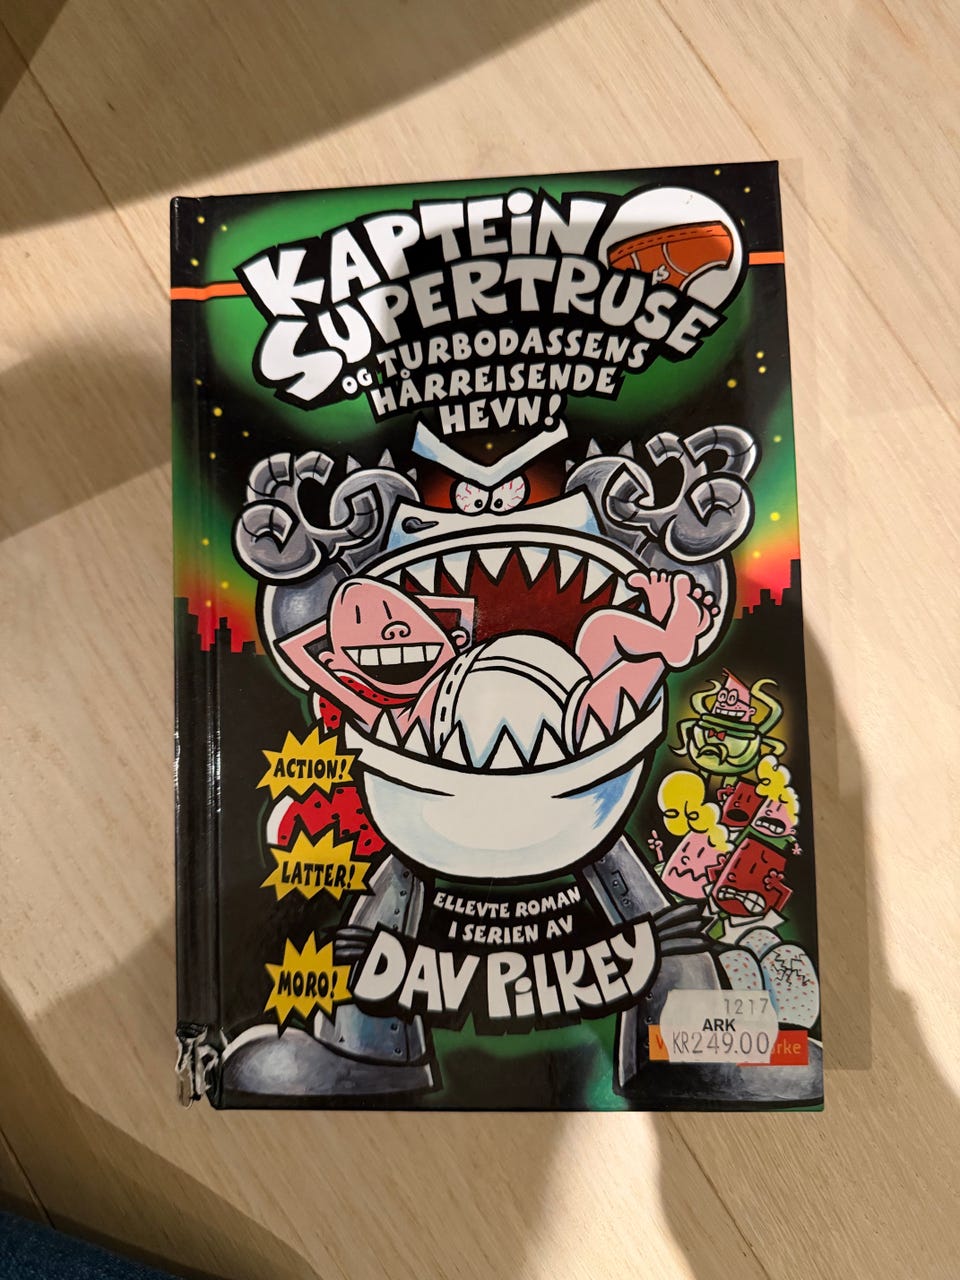 KAPTEIN
SUPERTRUSE
OG TURBODASSENS
HÅRREISENDE
HEVN!
ACTION!
LATTER!
MORO!
ELLEVTE ROMAN
I SERIEN AV
DAV PILKEY
1217
ARK
KR249.00